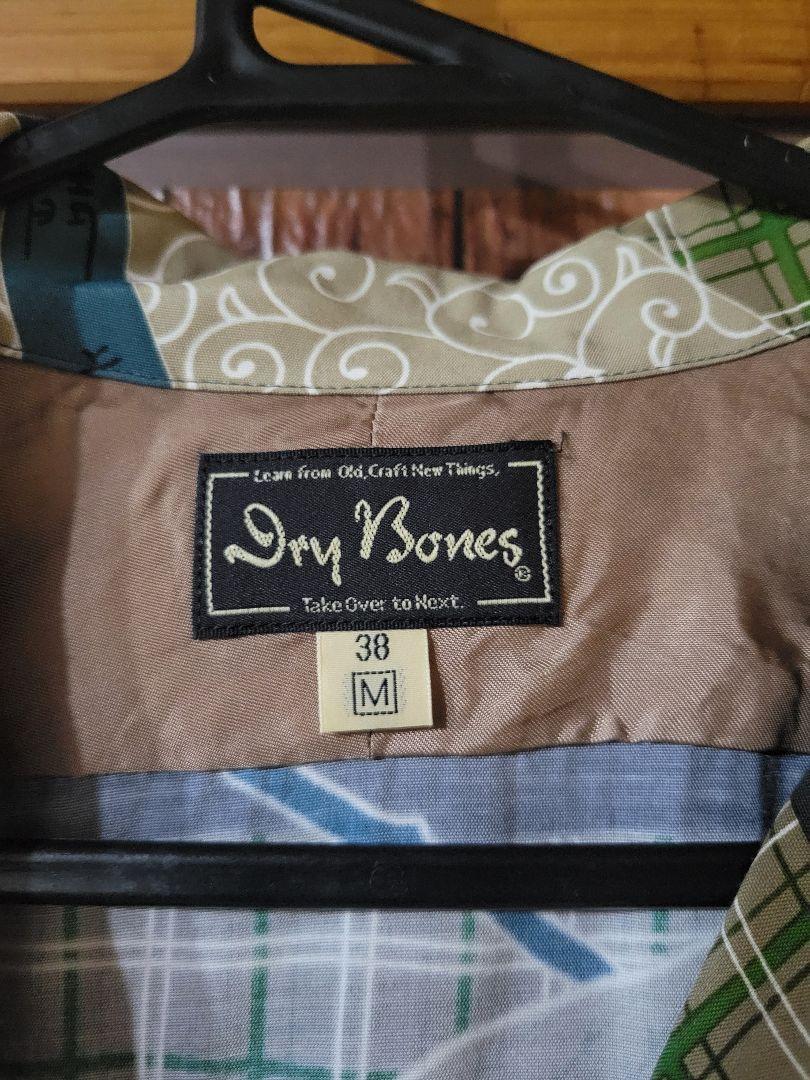 Learn from Old, Craft New Things,
Dry Bones®
Take Over to Next.
38
M